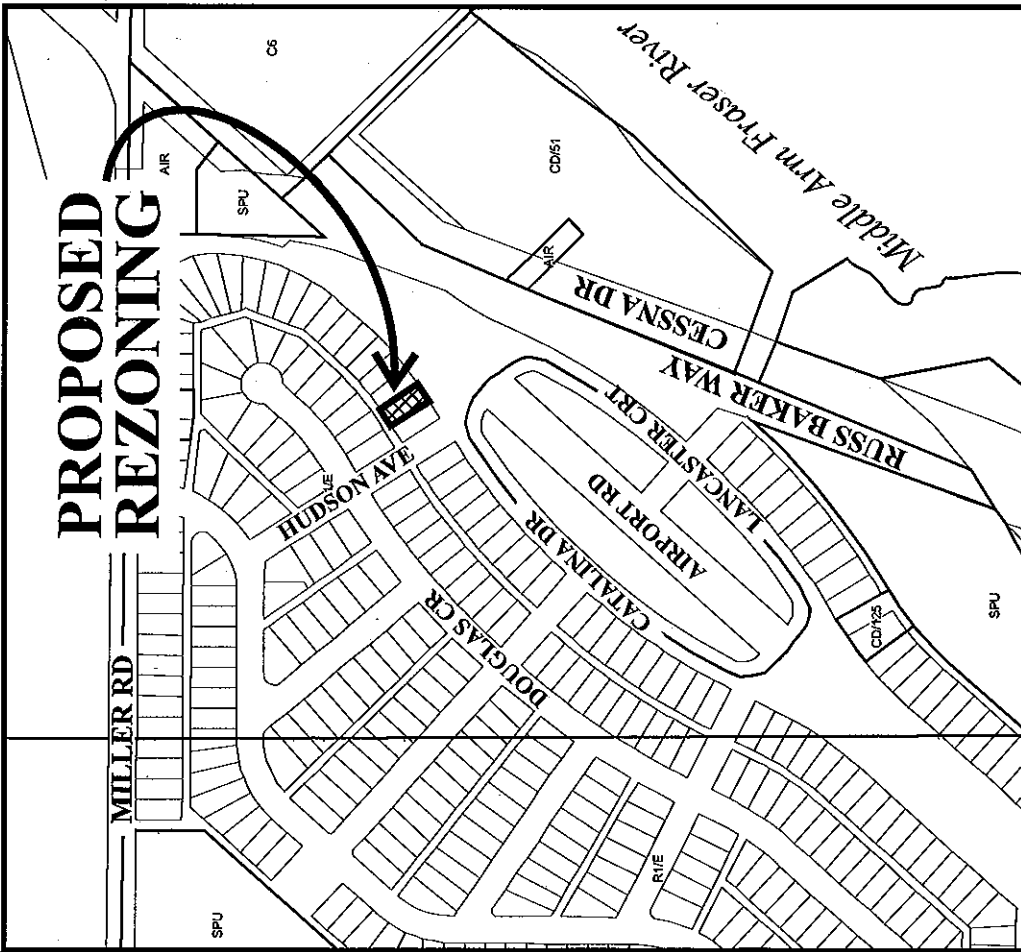 C6
Middle Arm Fraser River
AIR
SPU
CD/51
PROPOSED
REZONING
AIR
CESSNA DR
RUSS BAKER WAY
LANCASTER CRT
HUDSON AVE
AIRPORT RD
CATALINA DR
DOUGLAS CR
MILLER RD
CD/125
SPU
R1/E
SPU